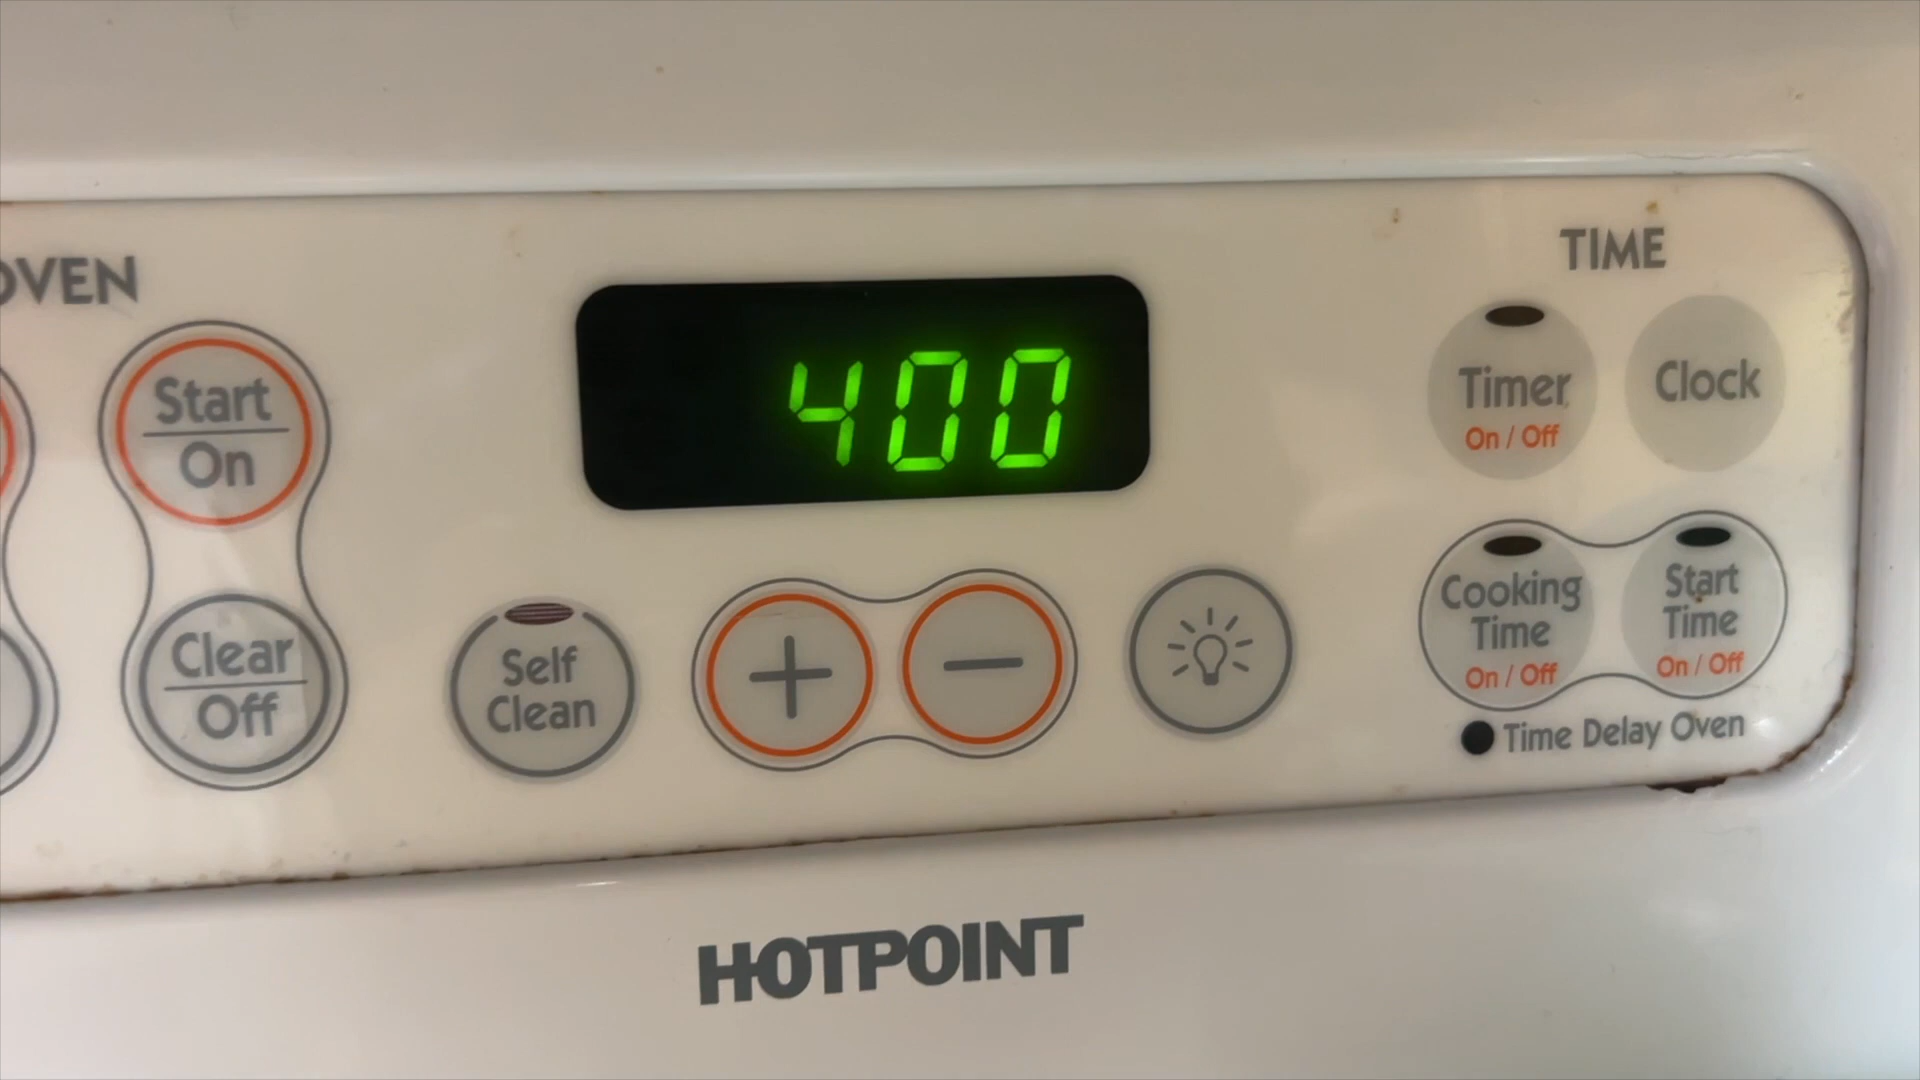 OVEN
Start
On
Clear
Off
400
Self
Clean
+
−
TIME
Timer
On / Off
Clock
Cooking
Time
On / Off
Start
Time
On / Off
Time Delay Oven
HOTPOINT